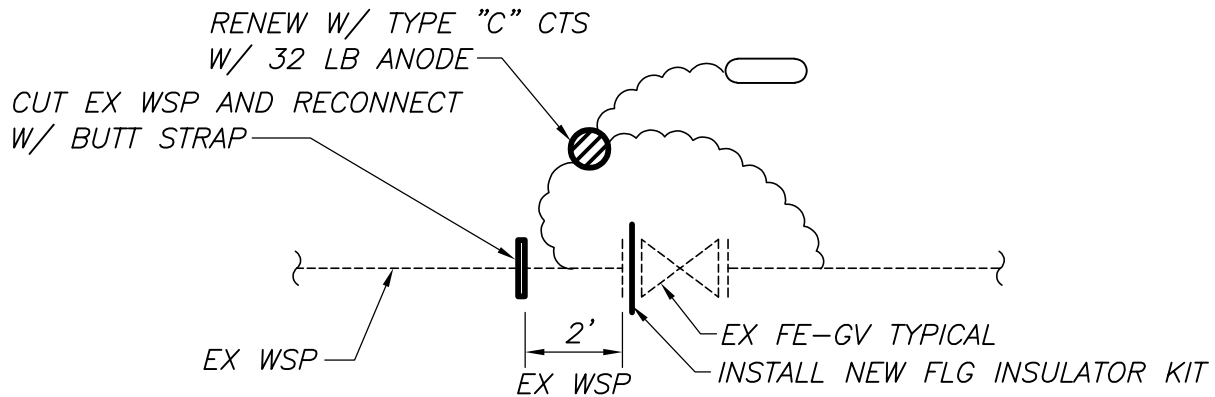 RENEW W/ TYPE "C" CTS
W/ 32 LB ANODE
CUT EX WSP AND RECONNECT
W/ BUTT STRAP
2'
EX WSP
EX WSP
EX FE-GV TYPICAL
INSTALL NEW FLG INSULATOR KIT